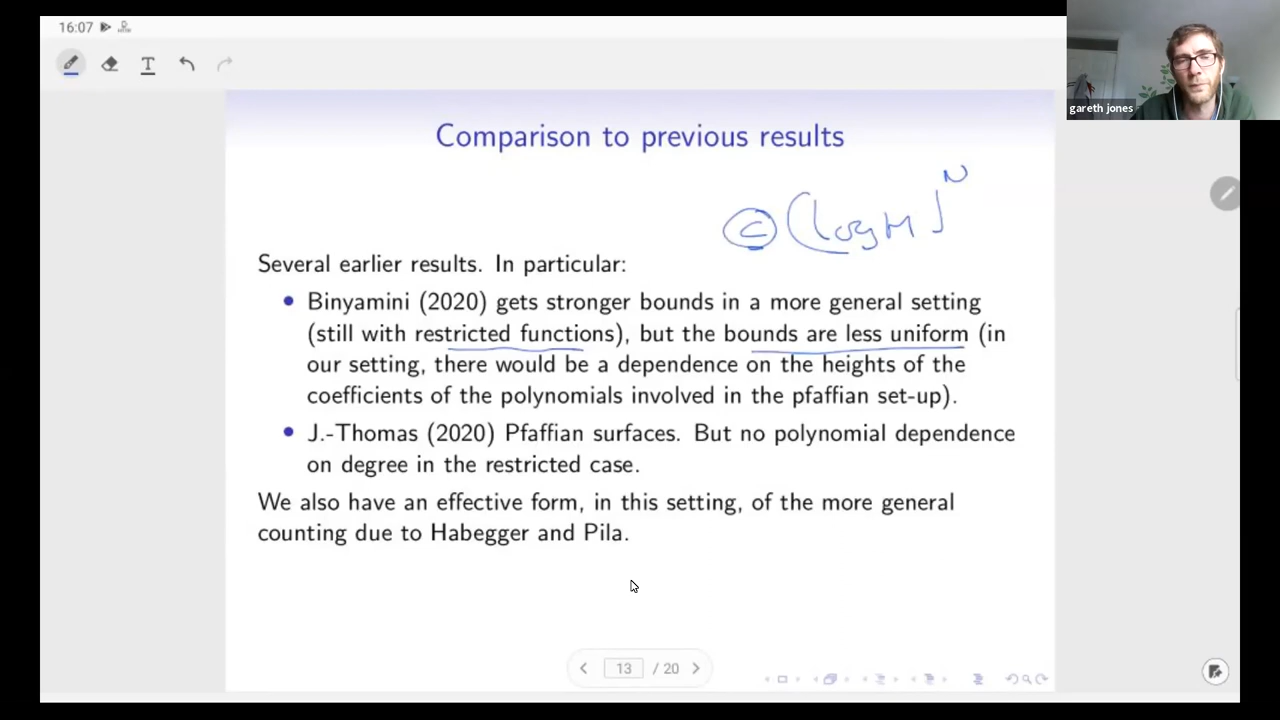 16:07
T
gareth jones
Comparison to previous results
c (log H)^N
Several earlier results. In particular:
• Binyamini (2020) gets stronger bounds in a more general setting
(still with restricted functions), but the bounds are less uniform (in
our setting, there would be a dependence on the heights of the
coefficients of the polynomials involved in the pfaffian set-up).
• J.-Thomas (2020) Pfaffian surfaces. But no polynomial dependence
on degree in the restricted case.
We also have an effective form, in this setting, of the more general
counting due to Habegger and Pila.
13 / 20